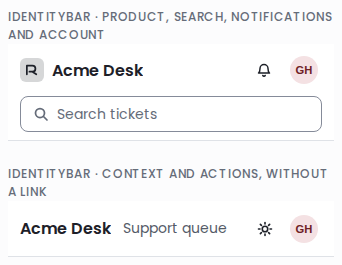 IDENTITYBAR · PRODUCT, SEARCH, NOTIFICATIONS
AND ACCOUNT
Acme Desk
GH
Search tickets
IDENTITYBAR · CONTEXT AND ACTIONS, WITHOUT
A LINK
Acme Desk Support queue
GH